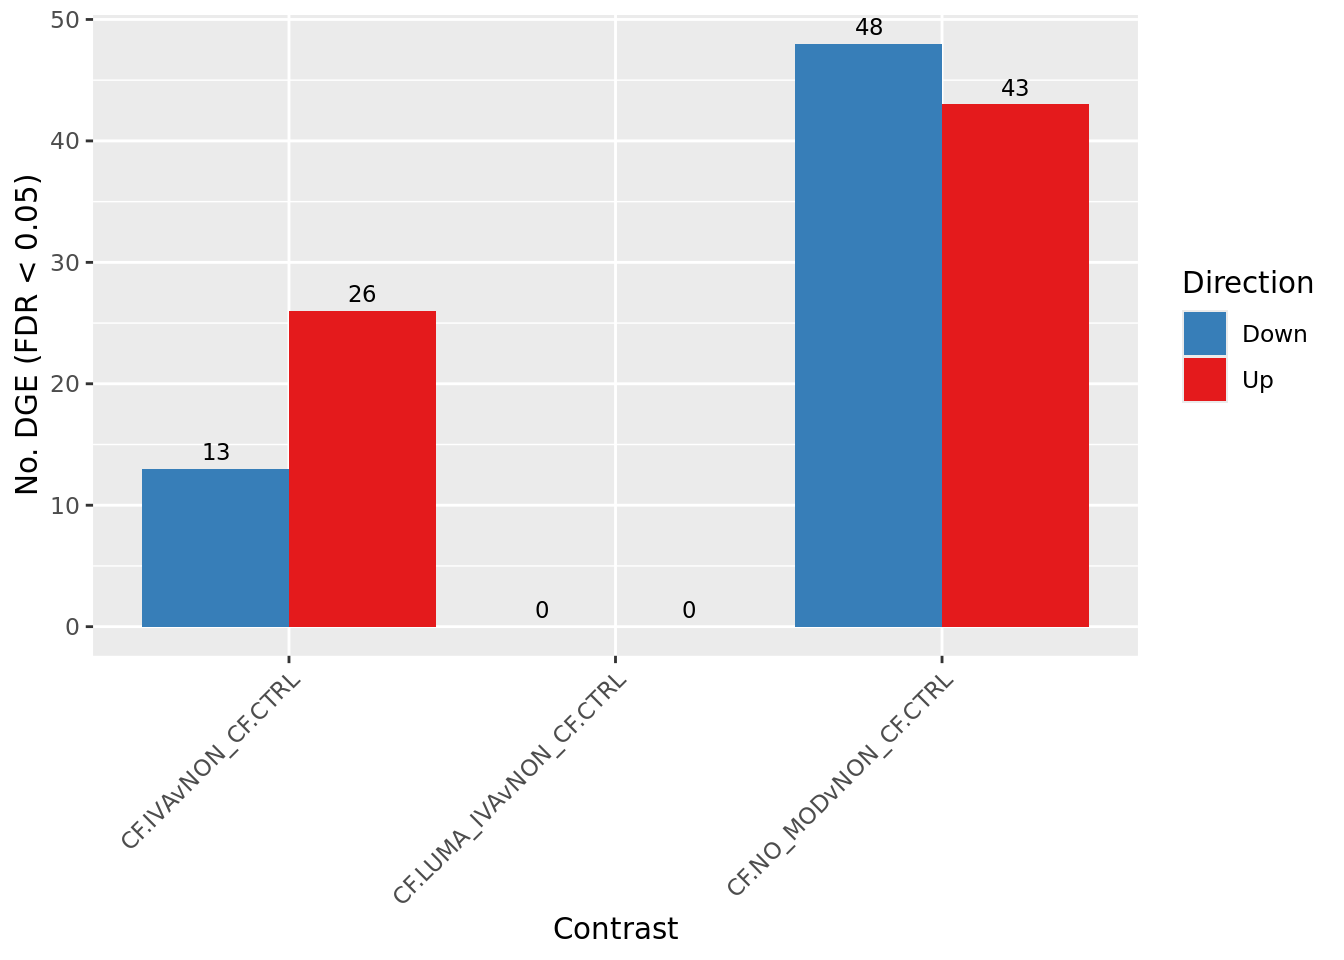 50
40
30
20
10
0
No. DGE (FDR < 0.05)
13
26
0
0
48
43
CF.IVAvNON_CF.CTRL
CF.LUMA_IVAvNON_CF.CTRL
CF.NO_MODvNON_CF.CTRL
Contrast
Direction
Down
Up